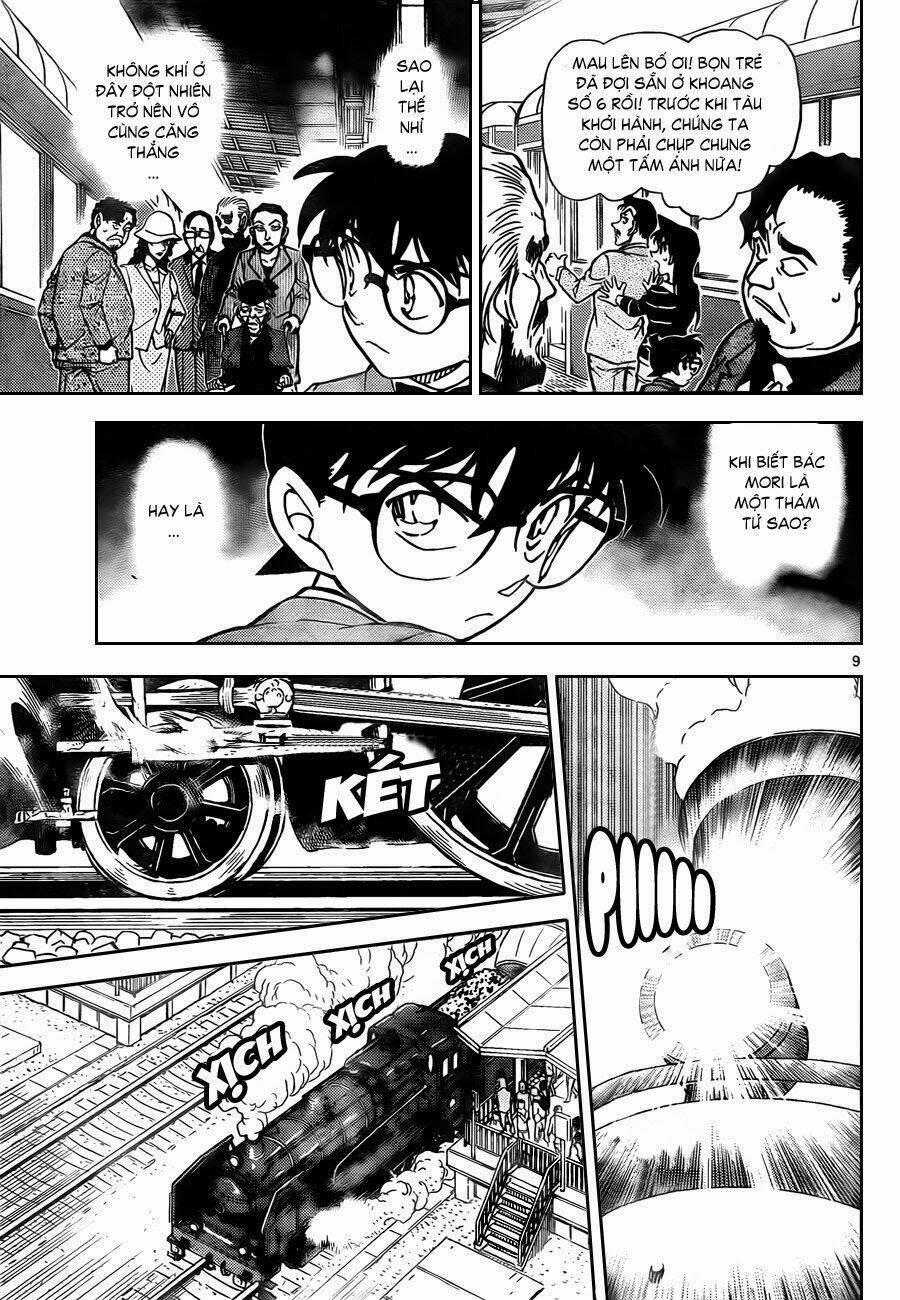 MAU LÊN BỐ ƠI! BỌN TRẺ
ĐÃ ĐỢI SẴN Ở KHOANG
SỐ 6 RỒI! TRƯỚC KHI TÀU
KHỞI HÀNH, CHÚNG TA
CÒN PHẢI CHỤP CHUNG
MỘT TẤM ẢNH NỮA!
SAO
LẠI
THẾ
NHỈ
...
KHÔNG KHÍ Ở
ĐÂY ĐỘT NHIÊN
TRỞ NÊN VÔ
CÙNG CĂNG
THẲNG
...
KHI BIẾT BÁC
MORI LÀ
MỘT THÁM
TỬ SAO?
HAY LÀ
...
9
PIIIIII
KÉT
XỊCH
XỊCH
XỊCH